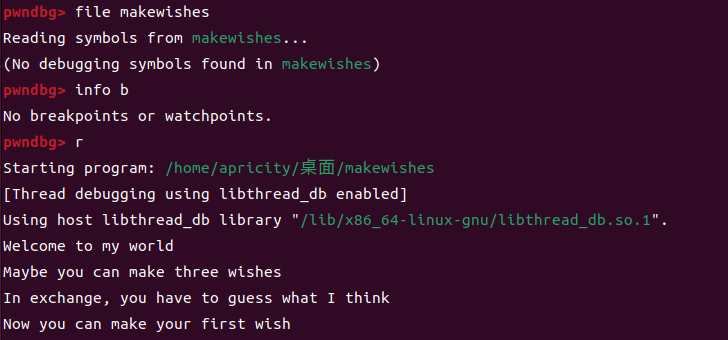 pwndbg> file makewishes
Reading symbols from makewishes...
(No debugging symbols found in makewishes)
pwndbg> info b
No breakpoints or watchpoints.
pwndbg> r
Starting program: /home/apricity/桌面/makewishes
[Thread debugging using libthread_db enabled]
Using host libthread_db library "/lib/x86_64-linux-gnu/libthread_db.so.1".
Welcome to my world
Maybe you can make three wishes
In exchange, you have to guess what I think
Now you can make your first wish